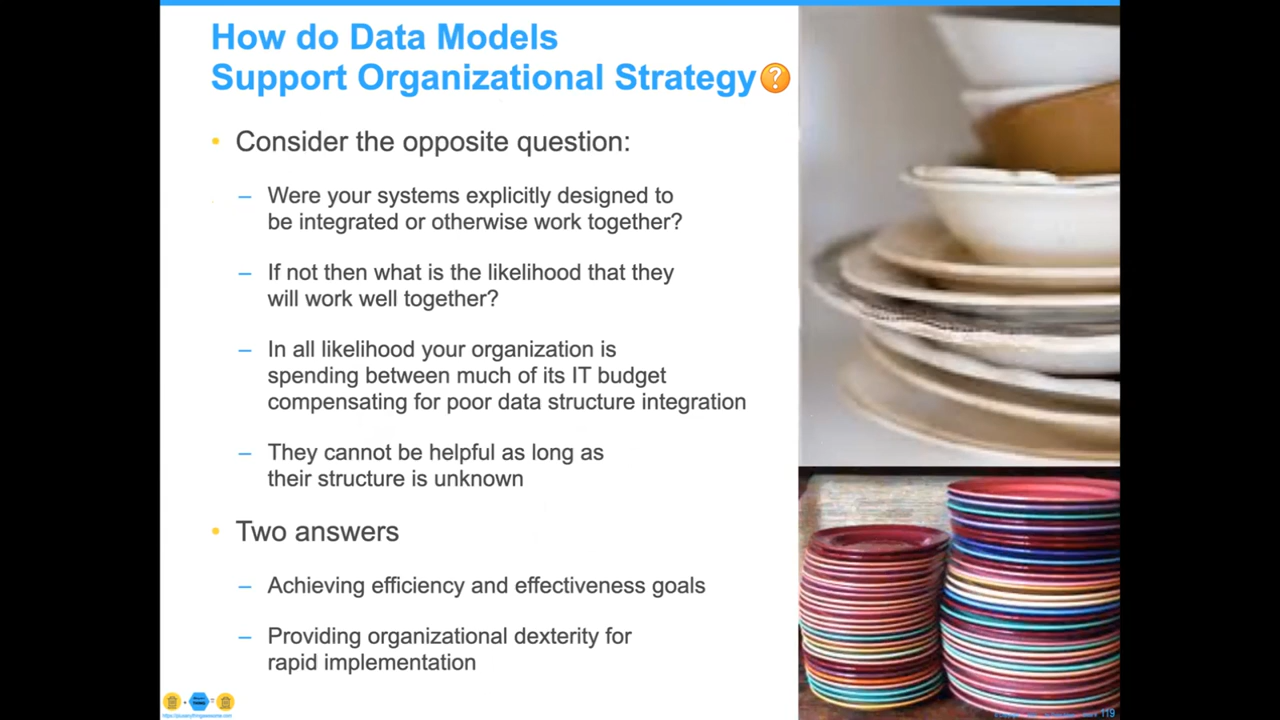 How do Data Models
Support Organizational Strategy?
• Consider the opposite question:
– Were your systems explicitly designed to
be integrated or otherwise work together?
– If not then what is the likelihood that they
will work well together?
– In all likelihood your organization is
spending between much of its IT budget
compensating for poor data structure integration
– They cannot be helpful as long as
their structure is unknown
• Two answers
– Achieving efficiency and effectiveness goals
– Providing organizational dexterity for
rapid implementation
119